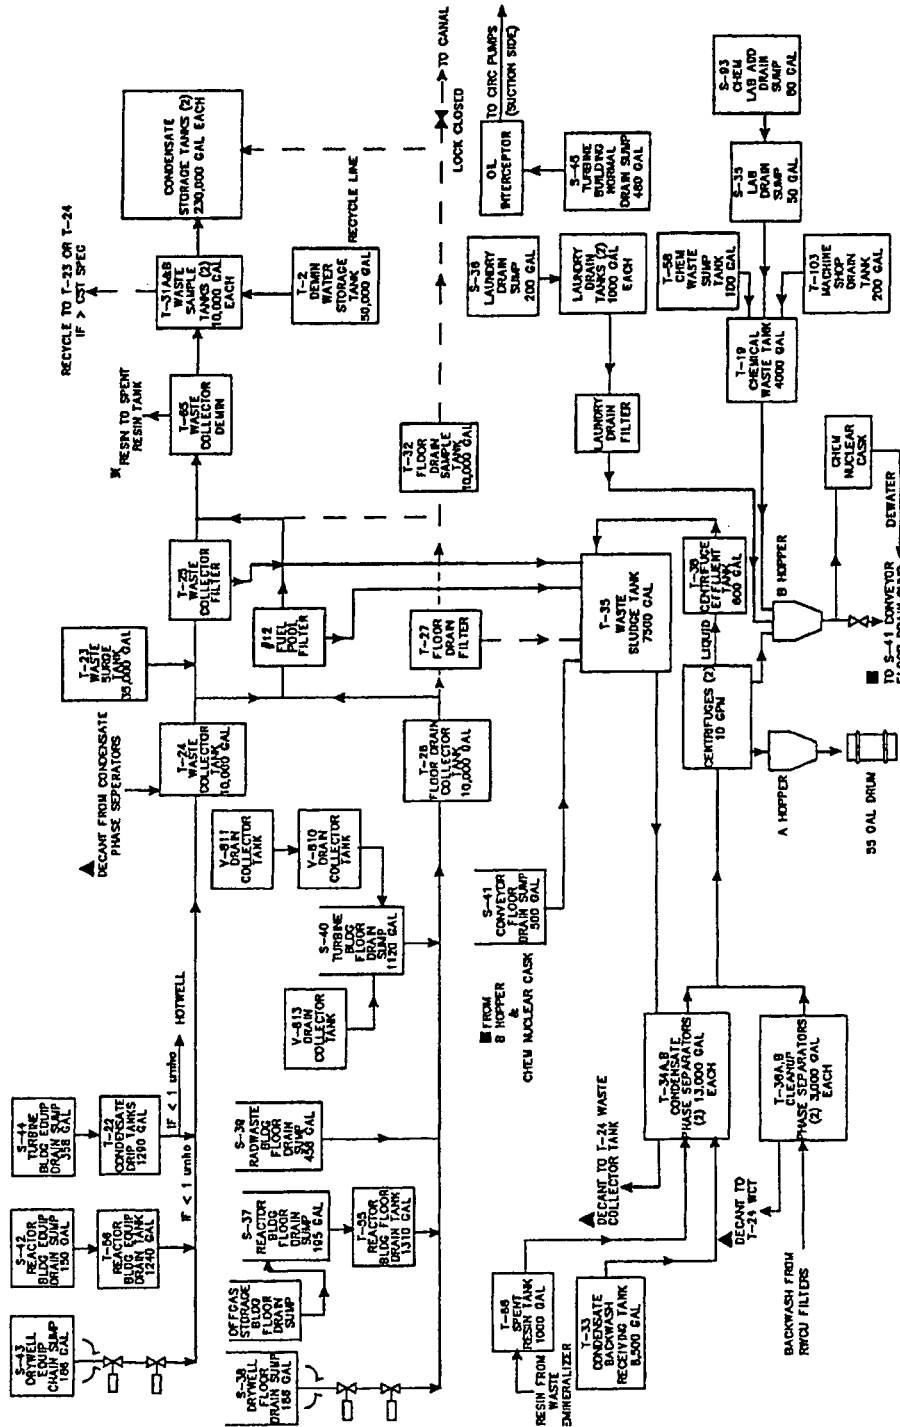 S-43
DRYWELL
EQUIP
CHAIN SUMP
186 GAL
S-42
REACTOR
BLDG EQUIP
DRAIN SUMP
150 GAL
T-66
REACTOR
BLDG EQUIP
DRAIN TANK
1240 GAL
S-44
TURBINE
BLDG EQUIP
DRAIN SUMP
358 GAL
T-22
CONDENSATE
DRIP TANKS
1290 GAL
IF < 1 umho
HOTWELL
IF < 1 umho
DECANT FROM CONDENSATE
PHASE SEPERATORS
T-24
WASTE
COLLECTOR
TANK
10,000 GAL
T-23
WASTE
SURGE
TANK
35,000 GAL
T-25
WASTE
COLLECTOR
FILTER
RESIN TO SPENT
RESIN TANK
T-65
WASTE
COLLECTOR
DEMIN
RECYCLE TO T-23 OR T-24
IF > CST SPEC
T-31A&B
WASTE
SAMPLE
TANKS (2)
10,000 GAL
EACH
CONDENSATE
STORAGE TANKS (2)
230,000 GAL EACH
T-2
DEMIN
WATER
STORAGE
TANK
50,000 GAL
RECYCLE LINE
LOCK CLOSED
TO CANAL
#12
FUEL
POOL
FILTER
S-38
DRYWELL
FLOOR
DRAIN SUMP
188 GAL
OFFGAS
STORAGE
BLDG
FLOOR
DRAIN
SUMP
S-37
REACTOR
BLDG
FLOOR
DRAIN
SUMP
195 GAL
T-55
REACTOR
BLDG FLOOR
DRAIN TANK
1310 GAL
S-39
RADWASTE
BLDG
FLOOR
DRAIN
SUMP
458 GAL
V-811
DRAIN
COLLECTOR
TANK
V-810
DRAIN
COLLECTOR
TANK
V-813
DRAIN
COLLECTOR
TANK
S-40
TURBINE
BLDG
FLOOR
DRAIN
SUMP
1120 GAL
T-28
FLOOR DRAIN
COLLECTOR
TANK
10,000 GAL
T-27
FLOOR
DRAIN
FILTER
T-32
FLOOR
DRAIN
SAMPLE
TANK
10,000 GAL
OIL
INTERCEPTOR
TO CIRC PUMPS
(SUCTION SIDE)
S-45
TURBINE
BUILDING
NORMAL
DRAIN SUMP
480 GAL
S-36
LAUNDRY
DRAIN
SUMP
200 GAL
LAUNDRY
DRAIN
TANKS (2)
1000 GAL
EACH
LAUNDRY
DRAIN
FILTER
S-93
CHEM
LAB ADD
DRAIN
SUMP
60 GAL
S-35
LAB
DRAIN
SUMP
50 GAL
T-58
CHEM
WASTE
SUMP
TANK
100 GAL
T-103
MACHINE
SHOP
DRAIN
TANK
200 GAL
T-19
CHEMICAL
WASTE TANK
4000 GAL
FROM
B HOPPER
&
CHEM NUCLEAR CASK
S-41
CONVEYOR
FLOOR
DRAIN SUMP
500 GAL
T-35
WASTE
SLUDGE TANK
7500 GAL
T-38
CENTRIFUGE
EFFLUENT
TANK
600 GAL
LIQUID
CENTRIFUGES (2)
10 GPM
A HOPPER
55 GAL DRUM
B HOPPER
CHEM
NUCLEAR
CASK
DEWATER
TO S-41 CONVEYOR
RESIN FROM
WASTE
EMINERALIZER
T-88
SPENT
RESIN TANK
1000 GAL
T-33
CONDENSATE
BACKWASH
RECEIVING TANK
8,500 GAL
DECANT TO T-24 WASTE
COLLECTOR TANK
T-34A,B
CONDENSATE
PHASE SEPARATORS
(2) 13,000 GAL
EACH
DECANT TO
T-24 WCT
BACKWASH FROM
RWCU FILTERS
T-36A,B
CLEANUP
PHASE SEPARATORS
(2) 3,000 GAL
EACH